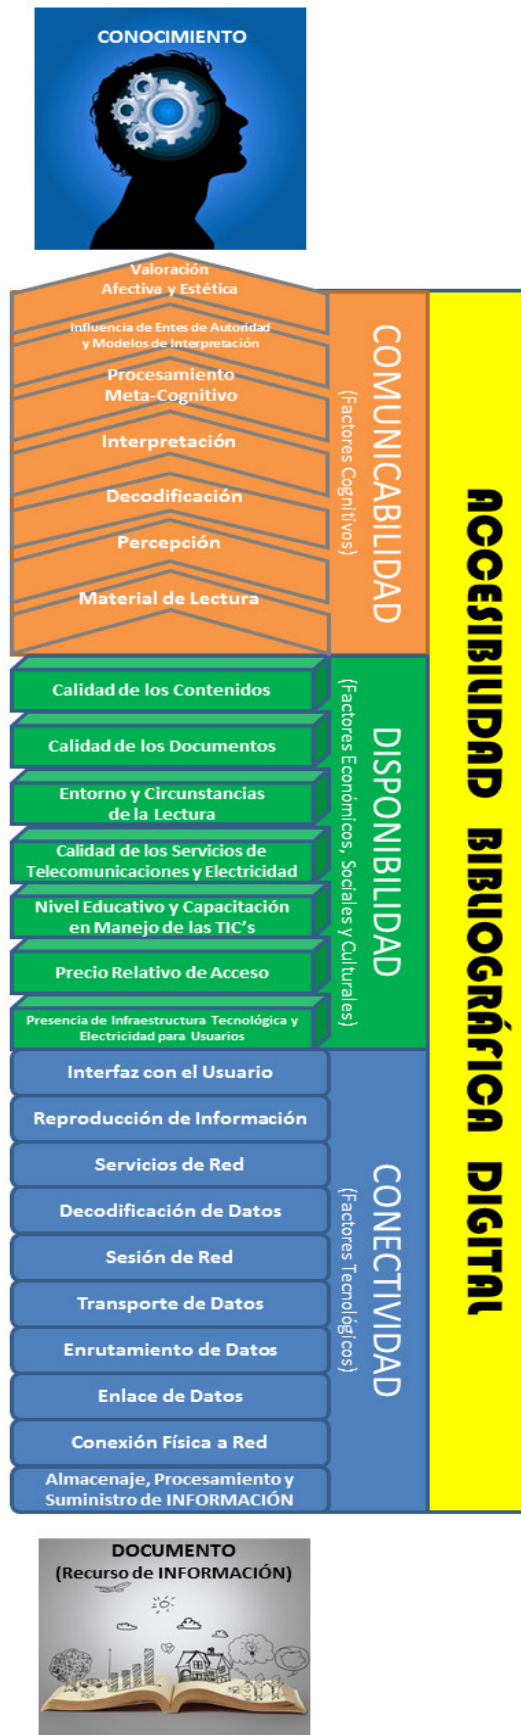 CONOCIMIENTO
Valoración
Afectiva y Estética
Influencia de Entes de Autoridad
y Modelos de Interpretación
Procesamiento
Meta-Cognitivo
Interpretación
Decodificación
Percepción
Material de Lectura
COMUNICABILIDAD
(Factores Cognitivos)
Calidad de los Contenidos
Calidad de los Documentos
Entorno y Circunstancias
de la Lectura
Calidad de los Servicios de
Telecomunicaciones y Electricidad
Nivel Educativo y Capacitación
en Manejo de las TIC's
Precio Relativo de Acceso
Presencia de Infraestructura Tecnológica y
Electricidad para Usuarios
DISPONIBILIDAD
(Factores Económicos, Sociales y Culturales)
Interfaz con el Usuario
Reproducción de Información
Servicios de Red
Decodificación de Datos
Sesión de Red
Transporte de Datos
Enrutamiento de Datos
Enlace de Datos
Conexión Física a Red
Almacenaje, Procesamiento y
Suministro de INFORMACIÓN
CONECTIVIDAD
(Factores Tecnológicos)
ACCESIBILIDAD BIBLIOGRÁFICA DIGITAL
DOCUMENTO
(Recurso de INFORMACIÓN)